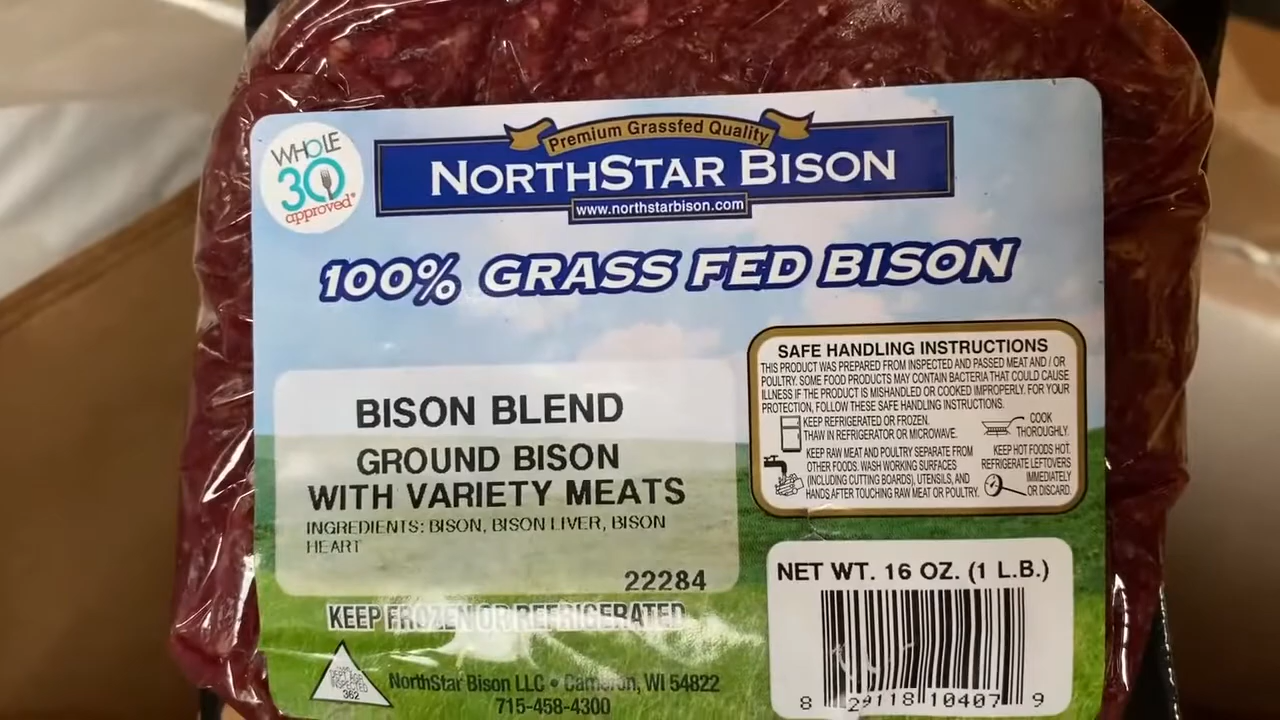 WHOLE
30
approved®
Premium Grassfed Quality
NORTHSTAR BISON
www.northstarbison.com
100% GRASS FED BISON
BISON BLEND
GROUND BISON
WITH VARIETY MEATS
INGREDIENTS: BISON, BISON LIVER, BISON
HEART
22284
KEEP FROZEN OR REFRIGERATED
DEPT AGR
INSPECTED
362
NorthStar Bison LLC • Cameron, WI 54822
715-458-4300
SAFE HANDLING INSTRUCTIONS
THIS PRODUCT WAS PREPARED FROM INSPECTED AND PASSED MEAT AND / OR
POULTRY. SOME FOOD PRODUCTS MAY CONTAIN BACTERIA THAT COULD CAUSE
ILLNESS IF THE PRODUCT IS MISHANDLED OR COOKED IMPROPERLY. FOR YOUR
PROTECTION, FOLLOW THESE SAFE HANDLING INSTRUCTIONS.
KEEP REFRIGERATED OR FROZEN.
THAW IN REFRIGERATOR OR MICROWAVE.
COOK
THOROUGHLY.
KEEP RAW MEAT AND POULTRY SEPARATE FROM
OTHER FOODS. WASH WORKING SURFACES
(INCLUDING CUTTING BOARDS), UTENSILS, AND
HANDS AFTER TOUCHING RAW MEAT OR POULTRY.
KEEP HOT FOODS HOT.
REFRIGERATE LEFTOVERS
IMMEDIATELY
OR DISCARD.
NET WT. 16 OZ. (1 L.B.)
8 29118 10407 9